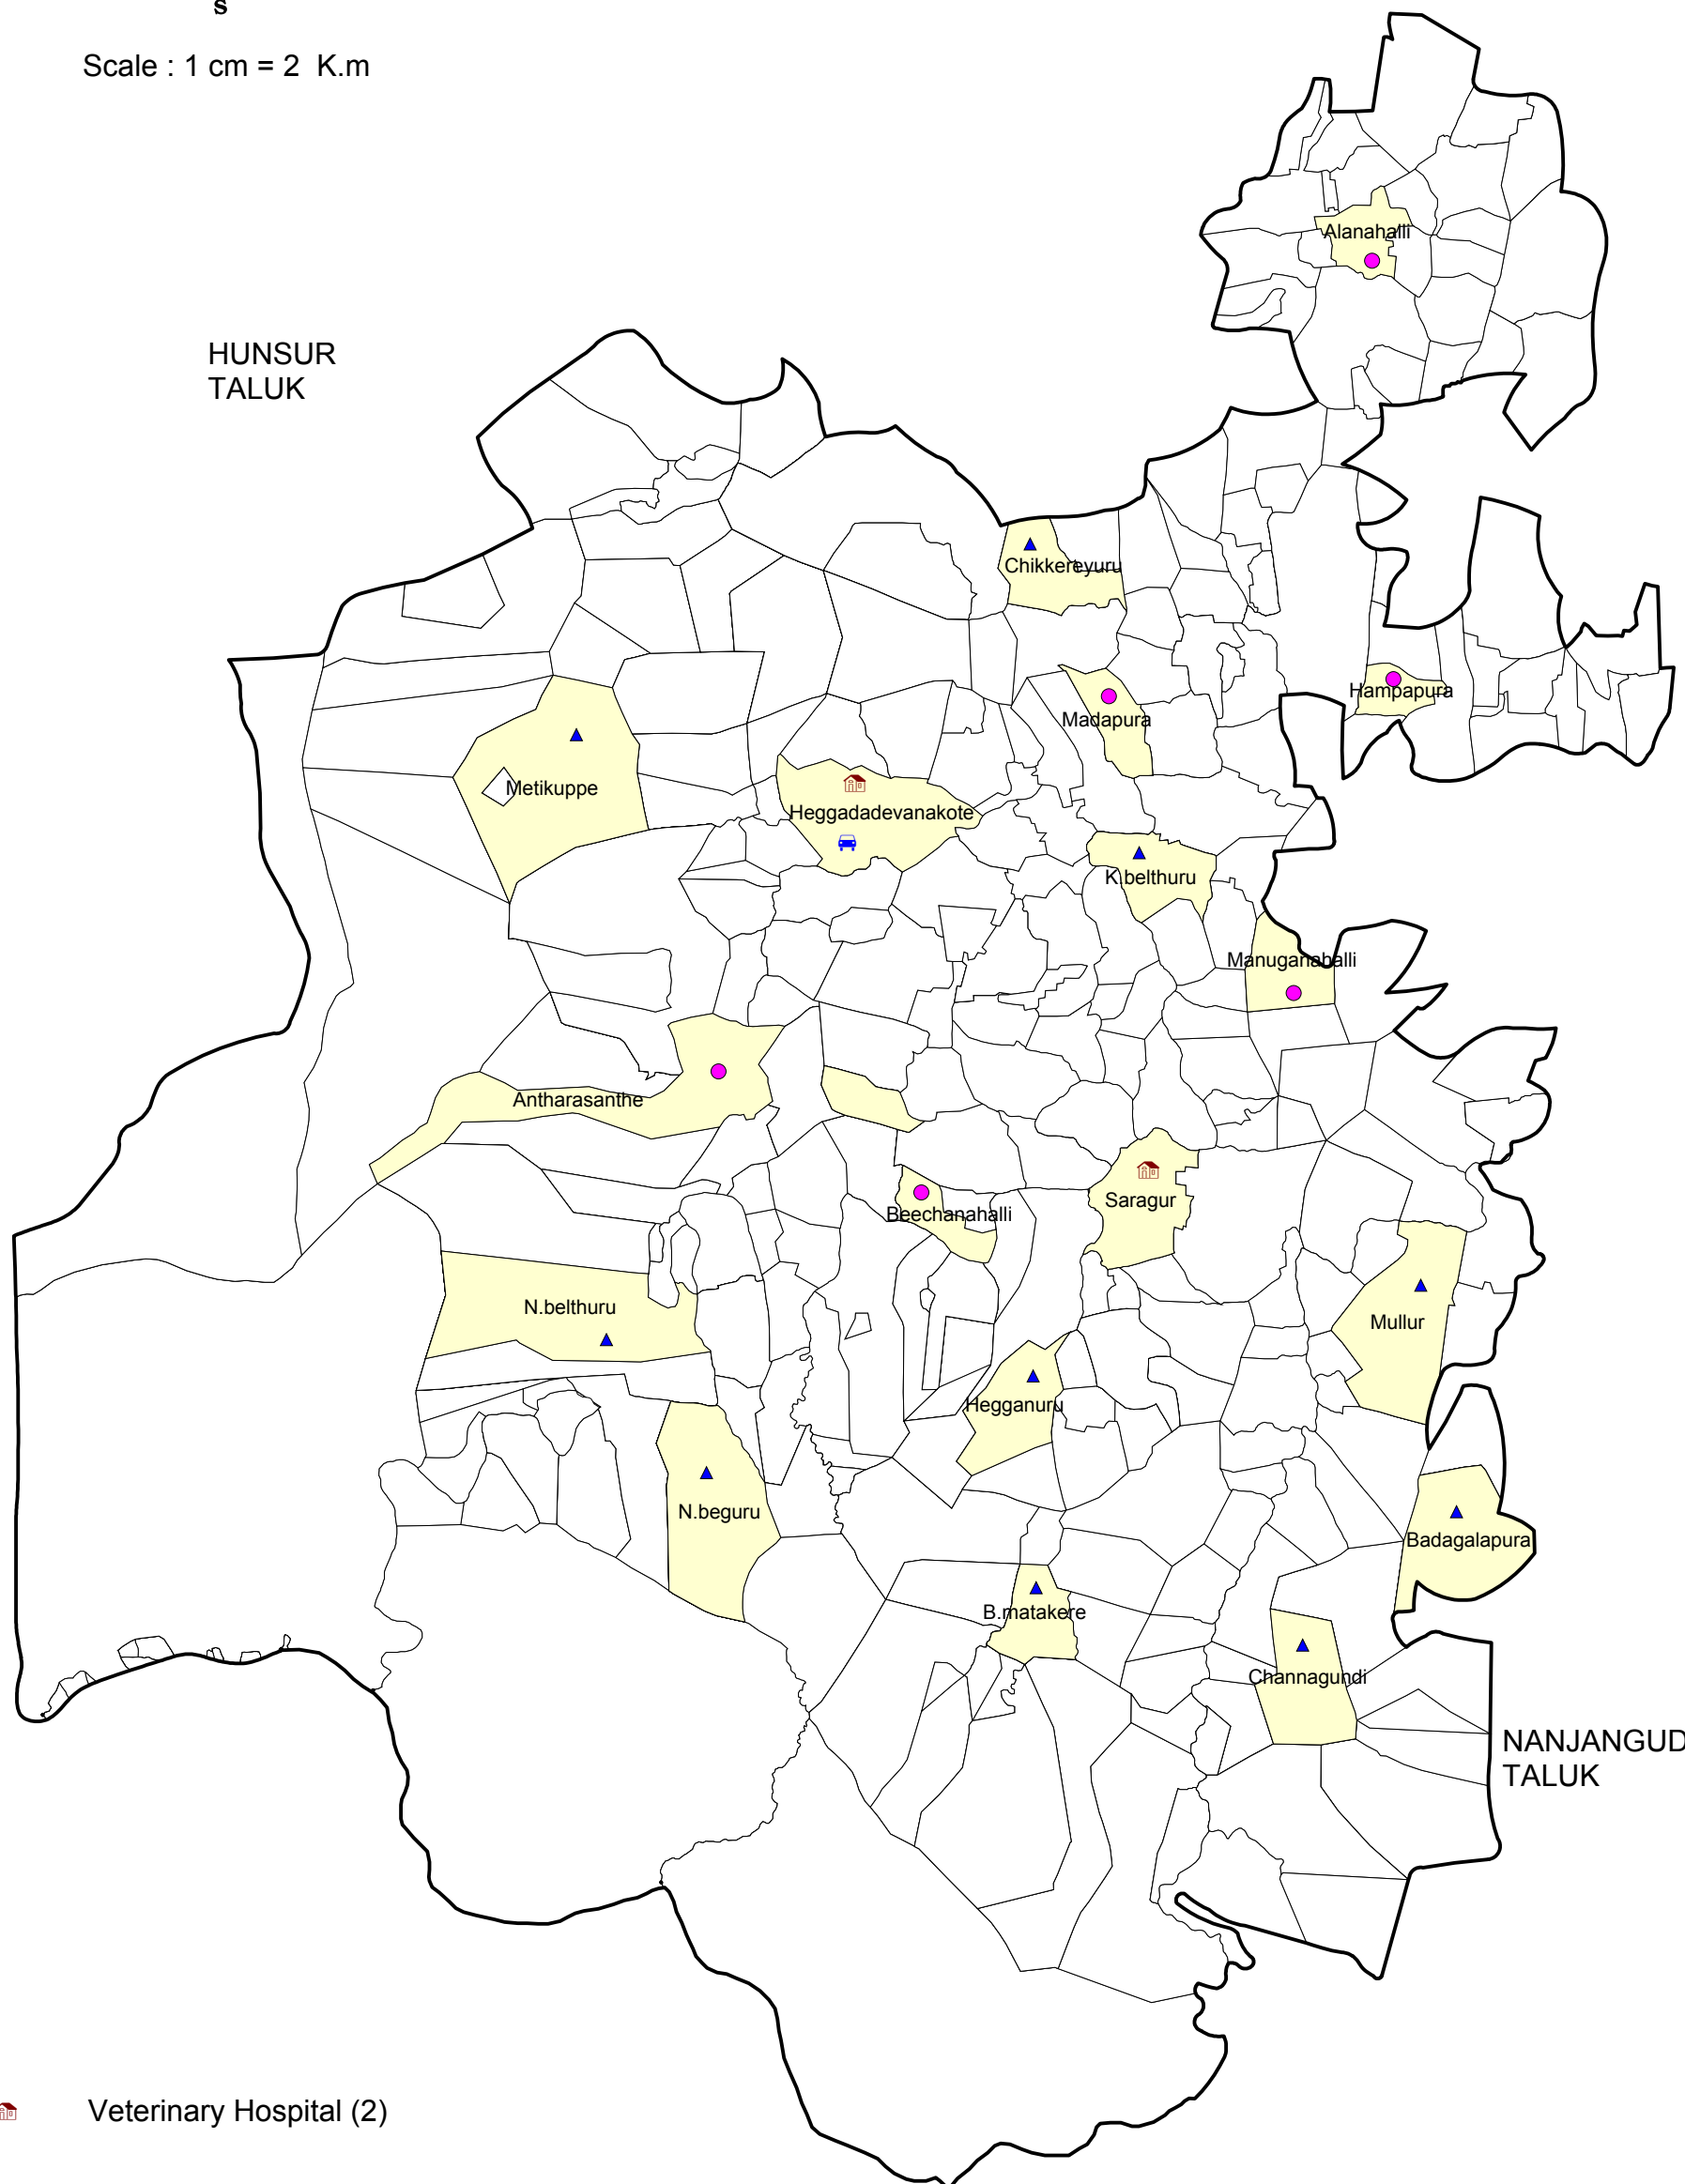 s
Scale : 1 cm = 2 K.m
Alanahalli
HUNSUR
TALUK
Chikkereyuru
Hampapura
Madapura
Metikuppe
Heggadadevanakote
K.belthuru
Manuganahalli
Antharasanthe
Saragur
Beechanahalli
N.belthuru
Mullur
Hegganuru
N.beguru
Badagalapura
B.matakere
Channagundi
NANJANGUD
TALUK
Veterinary Hospital (2)